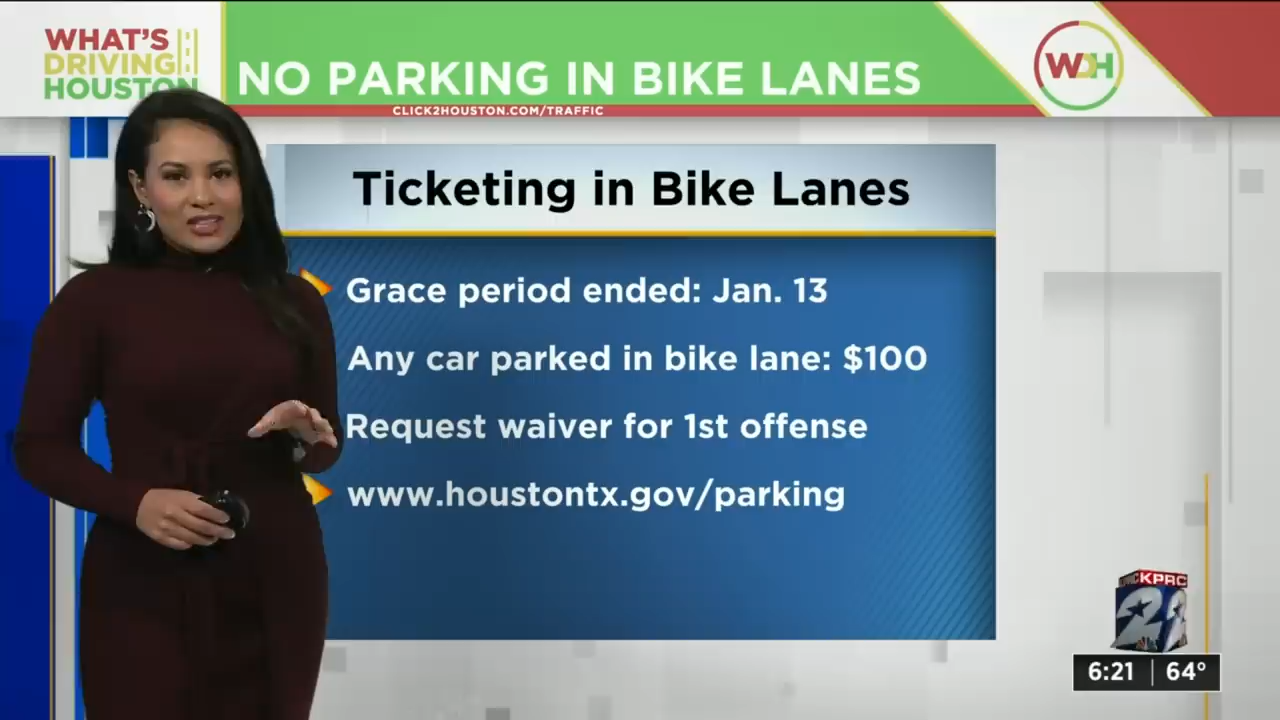 WHAT'S
DRIVING
HOUSTON
NO PARKING IN BIKE LANES
CLICK2HOUSTON.COM/TRAFFIC
WDH
Ticketing in Bike Lanes
Grace period ended: Jan. 13
Any car parked in bike lane: $100
Request waiver for 1st offense
www.houstontx.gov/parking
KPRC
KPRC
2
2
6:21
64°